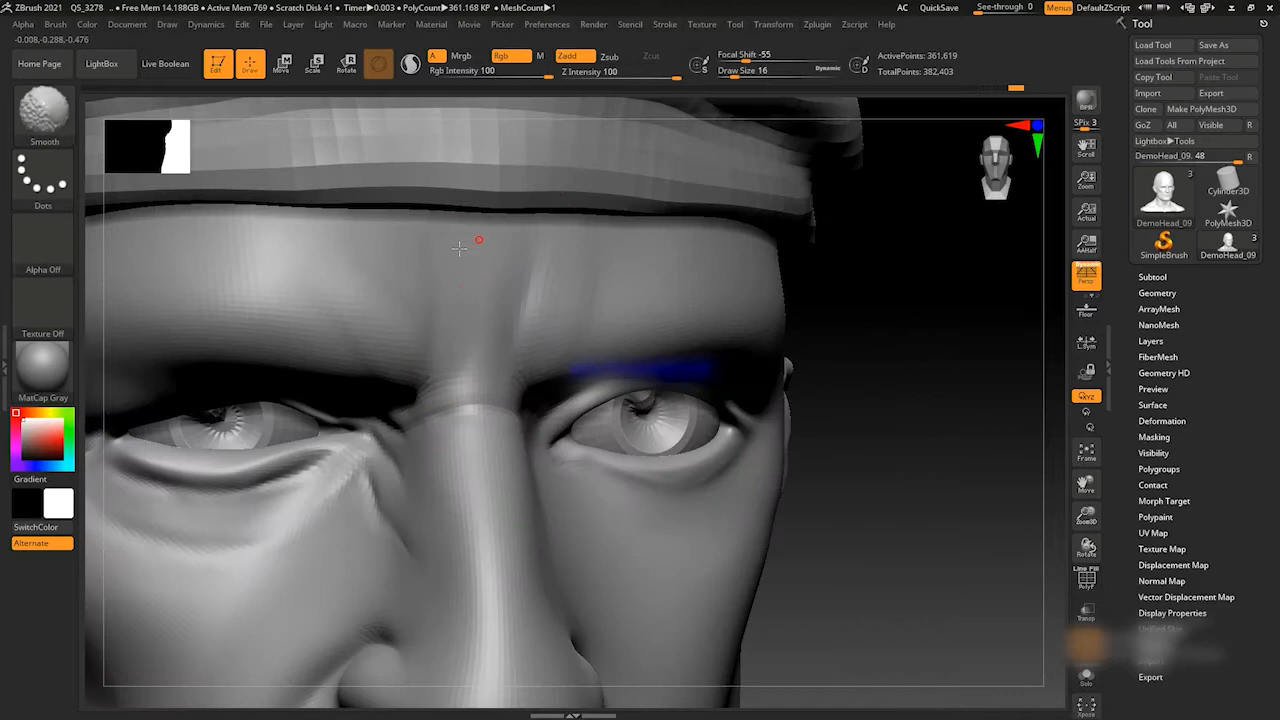 ZBrush 2021 QS_3278 .. • Free Mem 14.188GB • Active Mem 769 • Scratch Disk 41 • Timer▶0.003 • PolyCount▶361.168 KP • MeshCount▶1 AC QuickSave See-through 0 Menus DefaultZScript
Alpha Brush Color Document Draw Dynamics Edit File Layer Light Macro Marker Material Movie Picker Preferences Render Stencil Stroke Texture Tool Transform Zplugin Zscript Help
-0.008,-0.288,-0.476
Home Page LightBox Live Boolean Edit Draw Move Scale Rotate A Mrgb Rgb M Zadd Zsub Zcut
Rgb Intensity 100 Z Intensity 100
Focal Shift -55
Draw Size 16 Dynamic
S D
ActivePoints: 361,619
TotalPoints: 382,403
Smooth
Dots
Alpha Off
Texture Off
MatCap Gray
Gradient
SwitchColor
Alternate
BPR
SPix 3
Scroll
Zoom
Actual
AAHalf
Dynamic
Persp
Floor
L.Sym
XYZ
Frame
Move
Zoom3D
Rotate
Line Fill
PolyF
Transp
Solo
Xpose
Tool
Load Tool Save As
Load Tools From Project
Copy Tool Paste Tool
Import Export
Clone Make PolyMesh3D
GoZ All Visible R
Lightbox▶Tools
DemoHead_09. 48 R
3 Cylinder3D
DemoHead_09 PolyMesh3D
3
SimpleBrush DemoHead_09
Subtool
Geometry
ArrayMesh
NanoMesh
Layers
FiberMesh
Geometry HD
Preview
Surface
Deformation
Masking
Visibility
Polygroups
Contact
Morph Target
Polypaint
UV Map
Texture Map
Displacement Map
Normal Map
Vector Displacement Map
Display Properties
Export